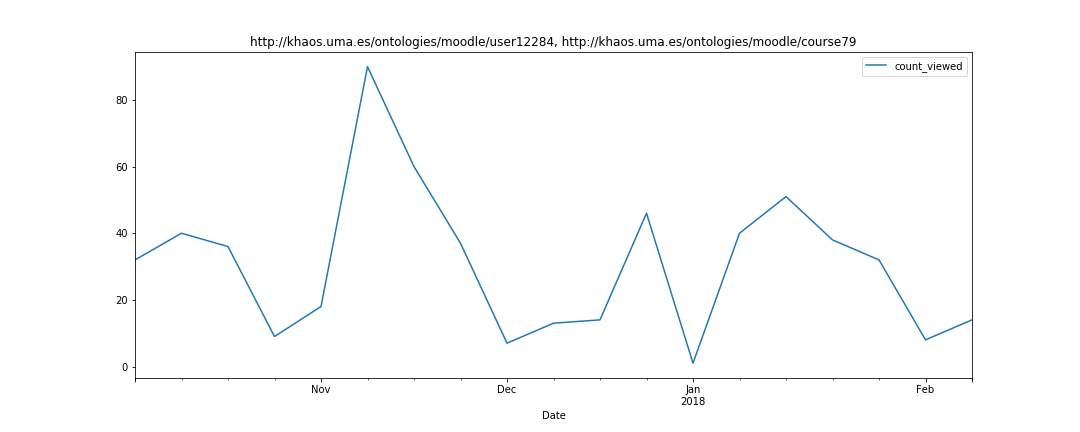 http://khaos.uma.es/ontologies/moodle/user12284, http://khaos.uma.es/ontologies/moodle/course79
count_viewed
80
60
40
20
0
Nov
Dec
Jan
2018
Feb
Date